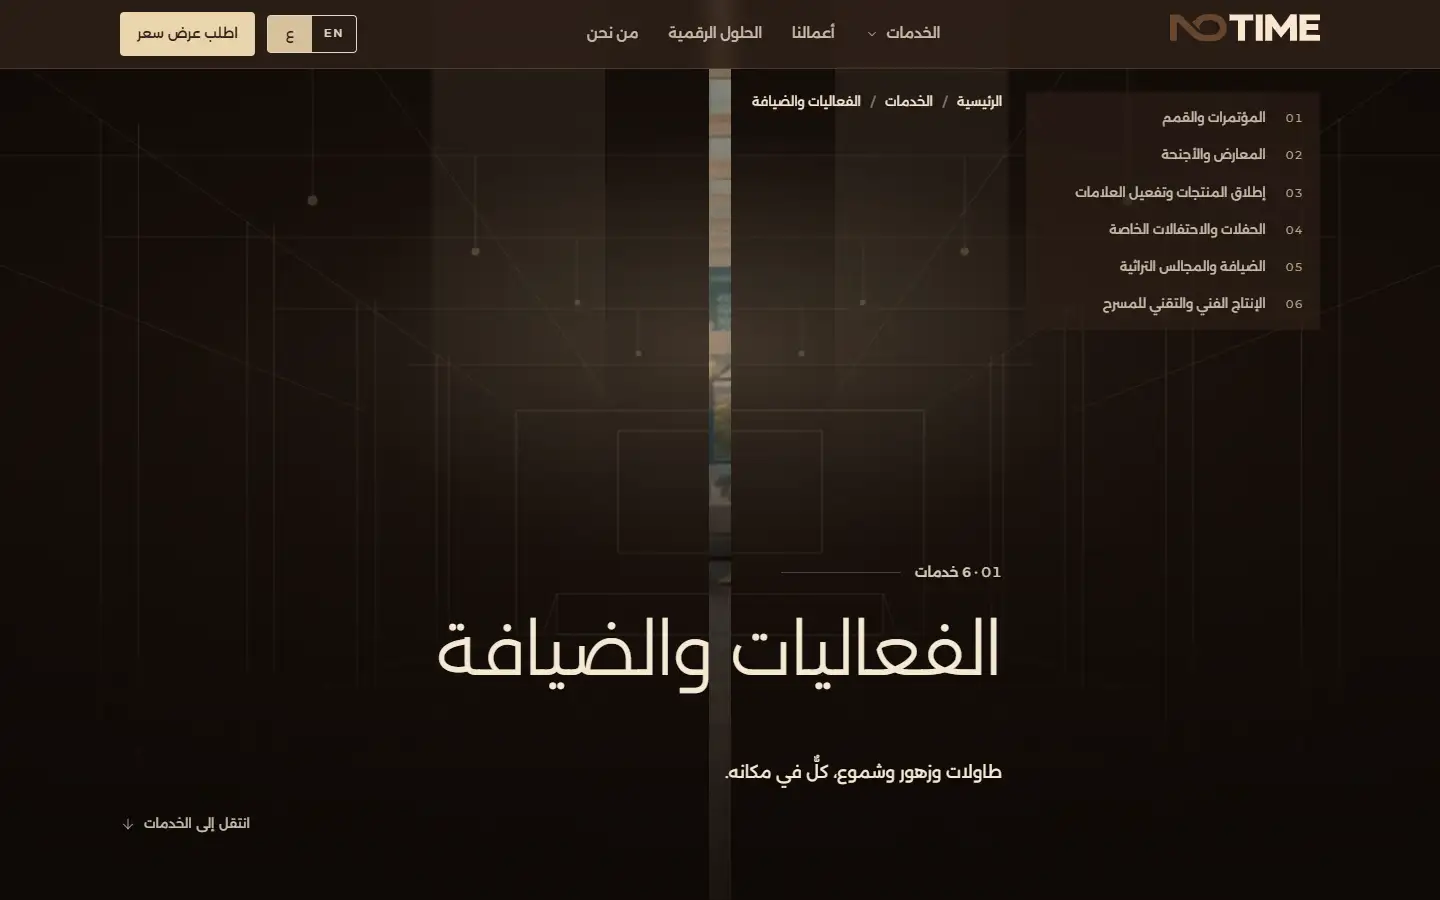 NO TIME
الخدمات
أعمالنا
الحلول الرقمية
من نحن
EN
ع
اطلب عرض سعر
الرئيسية / الخدمات / الفعاليات والضيافة
01 المؤتمرات والقمم
02 المعارض والأجنحة
03 إطلاق المنتجات وتفعيل العلامات
04 الحفلات والاحتفالات الخاصة
05 الضيافة والمجالس التراثية
06 الإنتاج الفني والتقني للمسرح
01 · 6 خدمات
الفعاليات والضيافة
طاولات وزهور وشموع، كلٌّ في مكانه.
انتقل إلى الخدمات